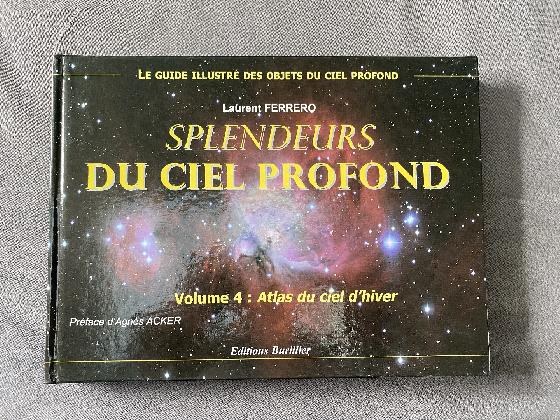 LE GUIDE ILLUSTRÉ DES OBJETS DU CIEL PROFOND
Laurent FERRERO
SPLENDEURS
DU CIEL PROFOND
Volume 4 : Atlas du ciel d'hiver
Préface d'Agnès ACKER
Editions Burillier